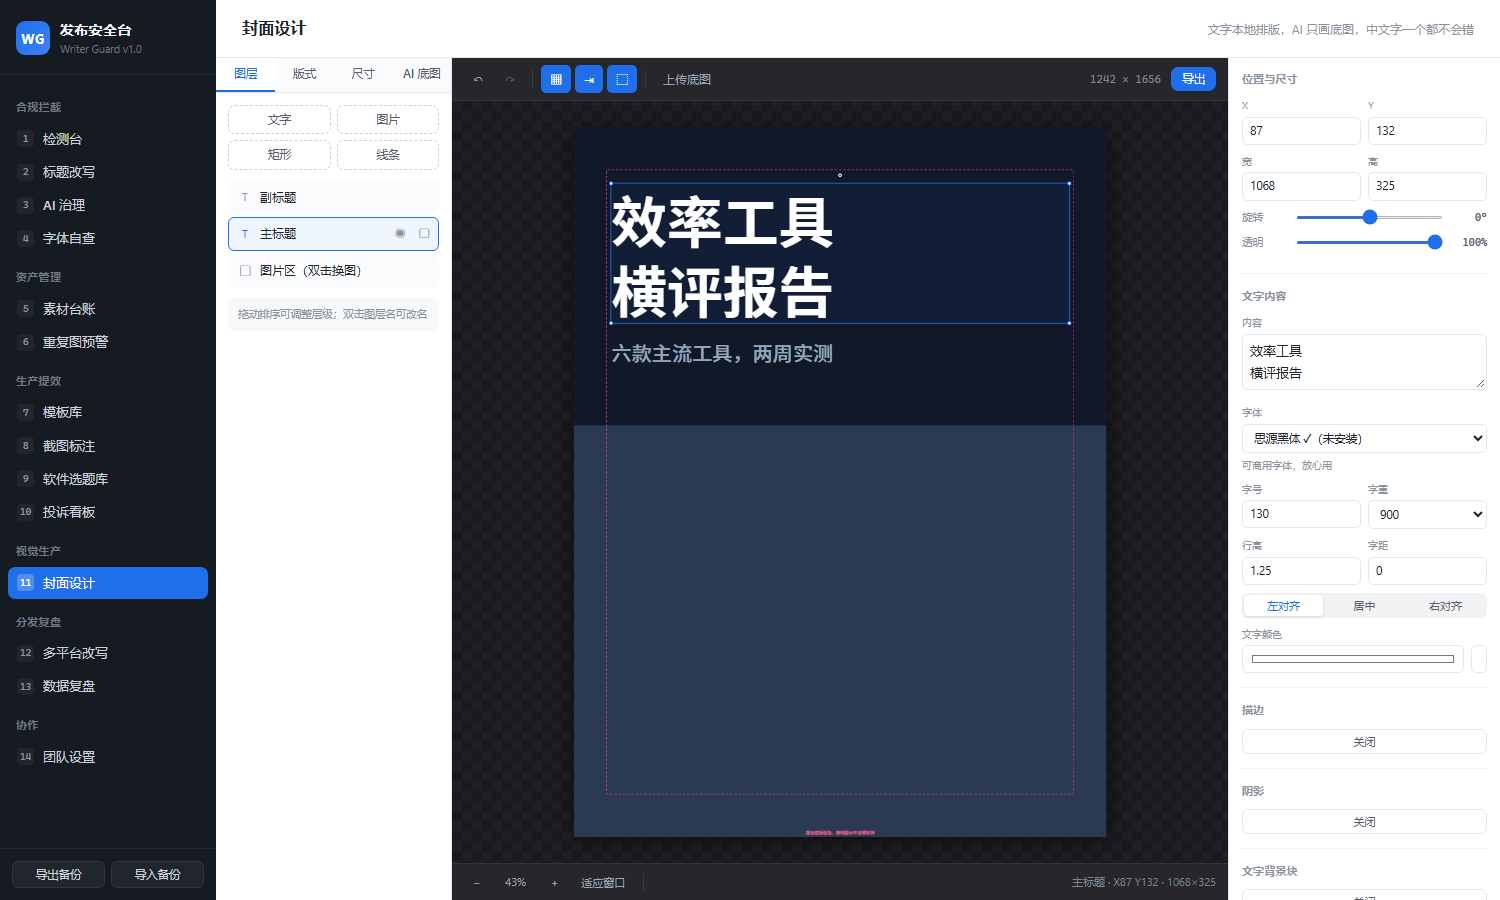 WG
发布安全台
Writer Guard v1.0
合规拦截
1 检测台
2 标题改写
3 AI 治理
4 字体自查
资产管理
5 素材台账
6 重复图预警
生产提效
7 模板库
8 截图标注
9 软件选题库
10 投诉看板
视觉生产
11 封面设计
分发复盘
12 多平台改写
13 数据复盘
协作
14 团队设置
导出备份
导入备份
封面设计
文字本地排版，AI 只画底图，中文字一个都不会错
图层
版式
尺寸
AI 底图
文字
图片
矩形
线条
T 副标题
T 主标题
图片区（双击换图）
拖动排序可调整层级；双击图层名可改名
上传底图
1242 × 1656
导出
效率工具
横评报告
六款主流工具，两周实测
− 43% +
适应窗口
主标题 · X87 Y132 · 1068×325
位置与尺寸
X
Y
87
132
宽
高
1068
325
旋转
0°
透明
100%
文字内容
内容
效率工具
横评报告
字体
思源黑体 ✓ (未安装)
可商用字体，放心用
字号
字重
130
900
行高
字距
1.25
0
左对齐
居中
右对齐
文字颜色
描边
关闭
阴影
关闭
文字背景块
关闭